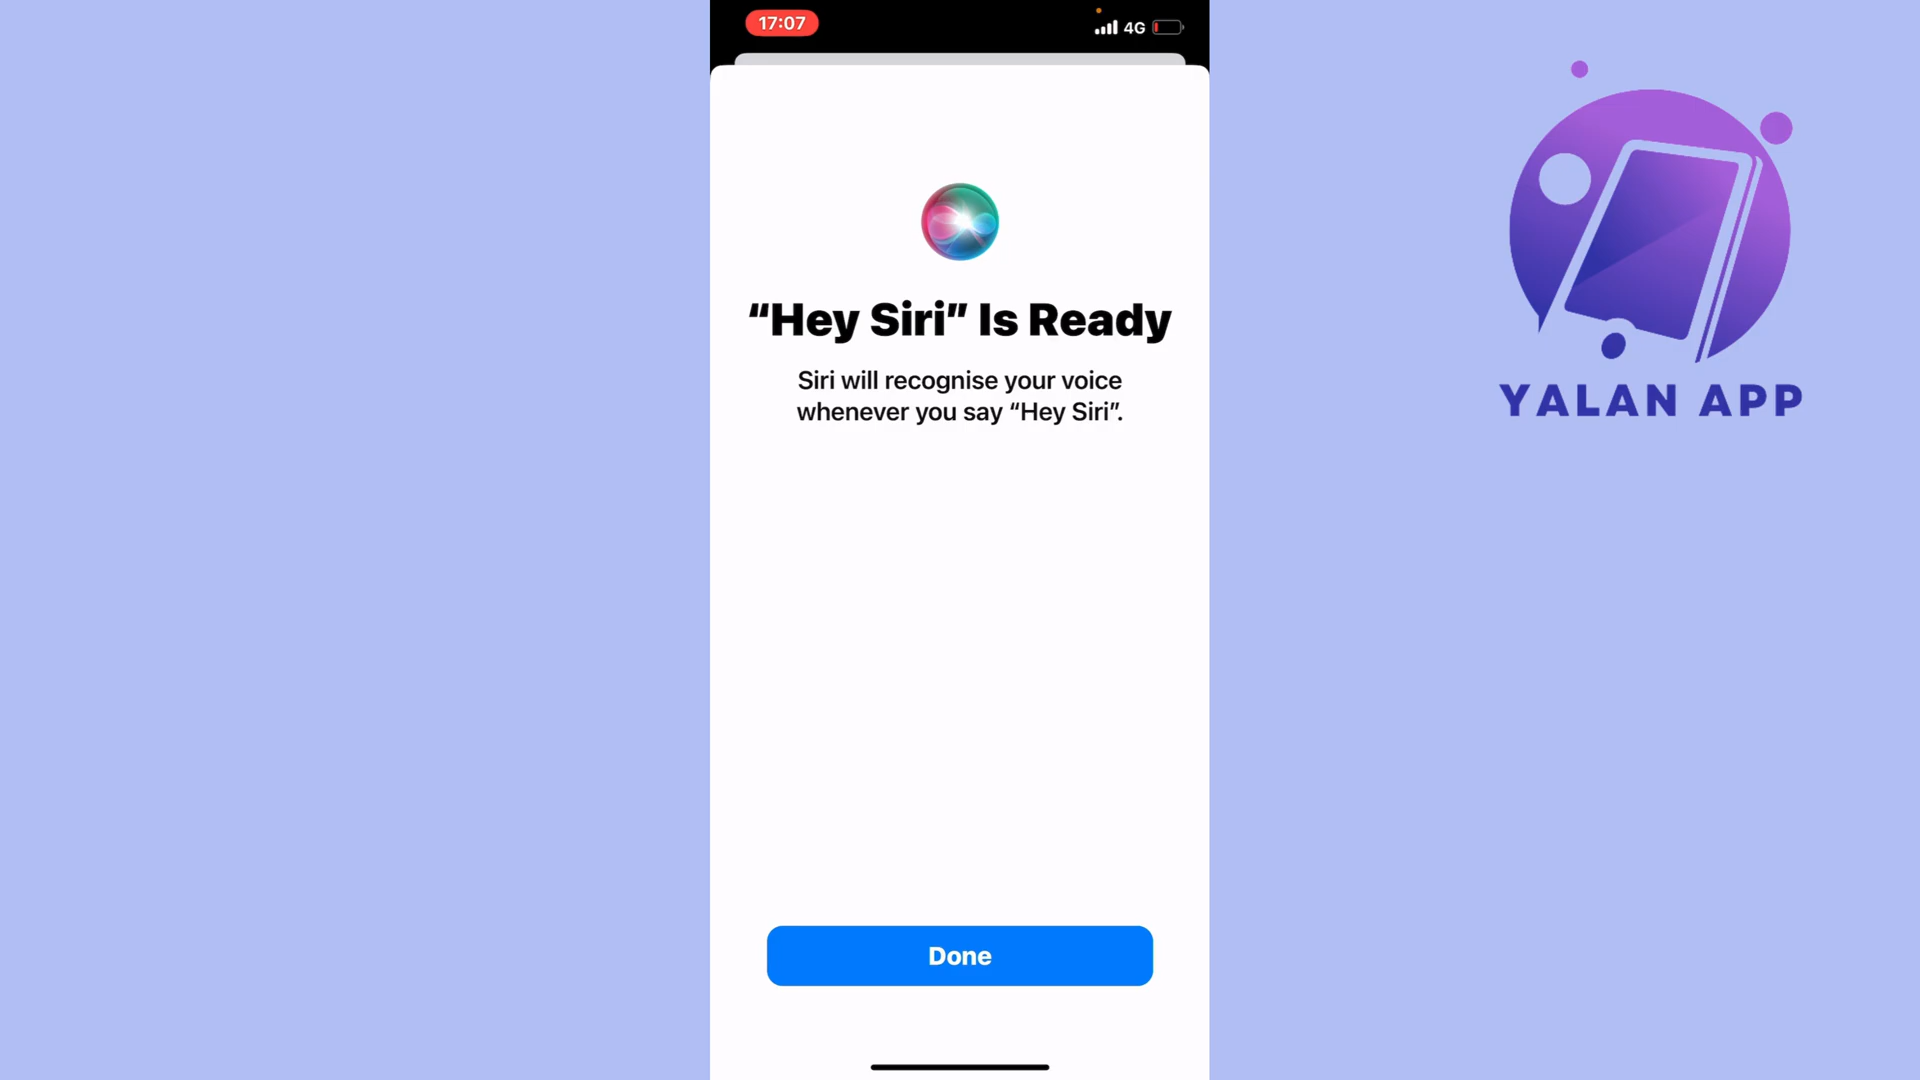 17:07
4G
“Hey Siri” Is Ready
Siri will recognise your voice
whenever you say “Hey Siri”.
Done
YALAN APP